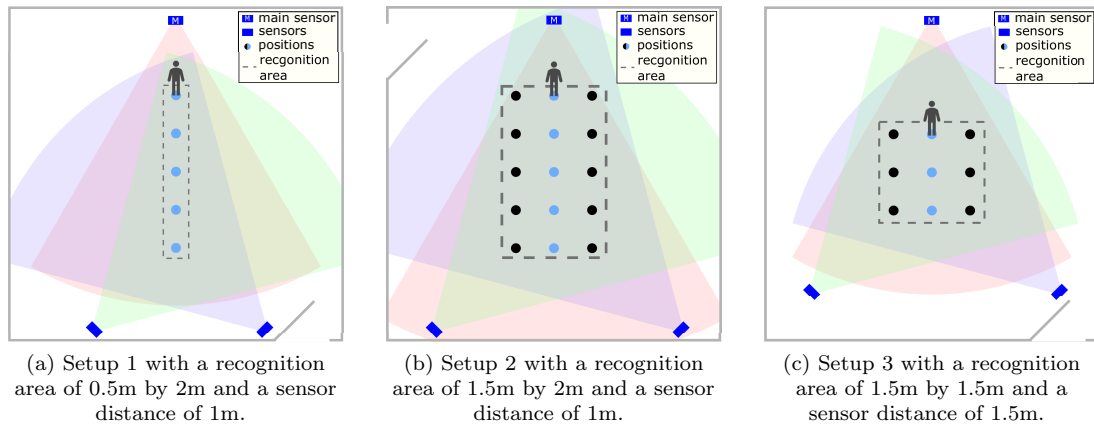 M
main sensor
sensors
positions
recgonition
area
M
(a) Setup 1 with a recognition
area of 0.5m by 2m and a sensor
distance of 1m.
M
main sensor
sensors
positions
recgonition
area
M
(b) Setup 2 with a recognition
area of 1.5m by 2m and a sensor
distance of 1m.
M
main sensor
sensors
positions
recgonition
area
M
(c) Setup 3 with a recognition
area of 1.5m by 1.5m and a
sensor distance of 1.5m.